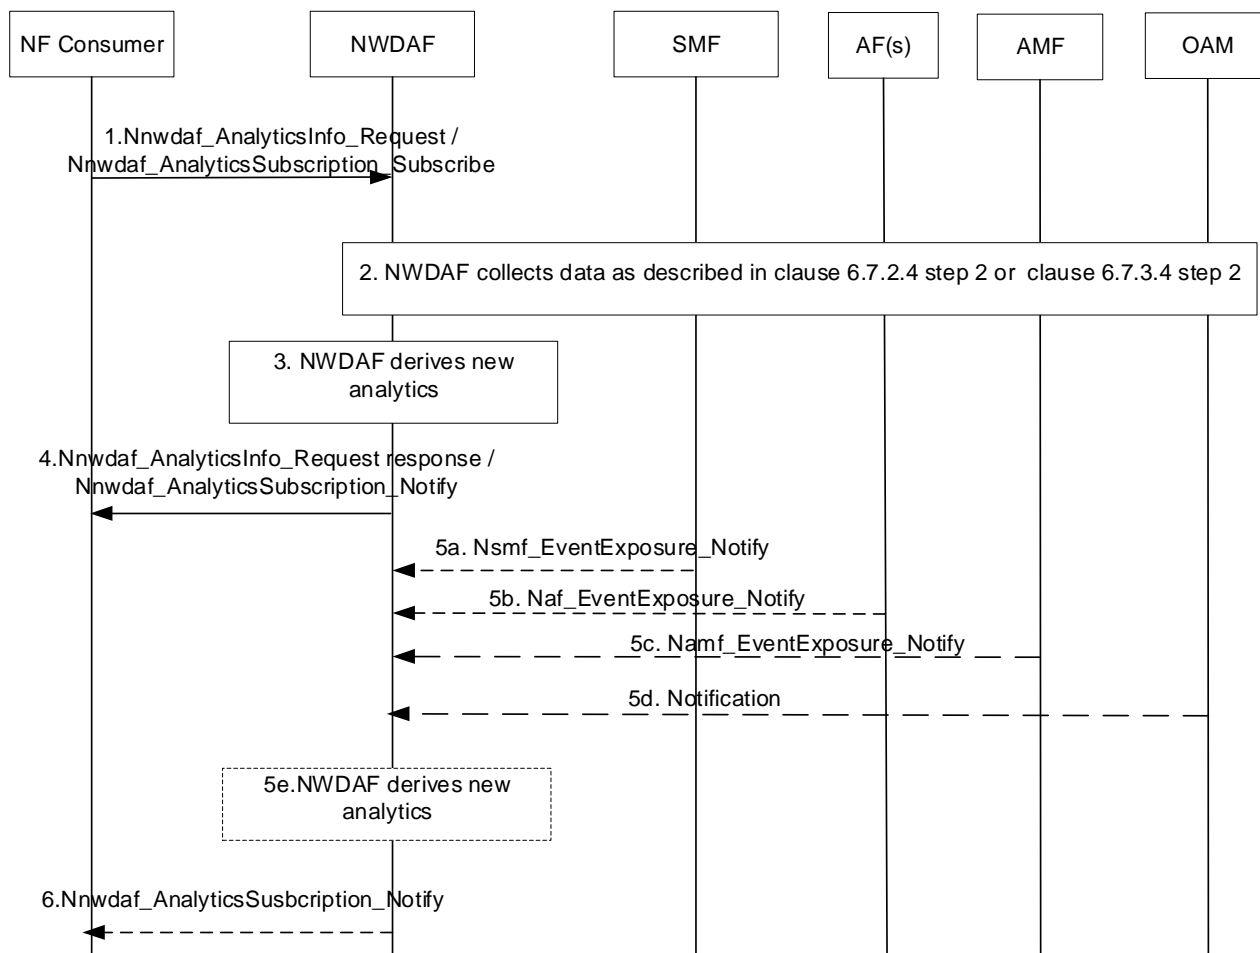 NF Consumer
NWDAF
SMF
AF(s)
AMF
OAM
1.Nnwdaf_AnalyticsInfo_Request /
Nnwdaf_AnalyticsSubscription_Subscribe
2. NWDAF collects data as described in clause 6.7.2.4 step 2 or  clause 6.7.3.4 step 2
3. NWDAF derives new
analytics
4.Nnwdaf_AnalyticsInfo_Request response /
Nnwdaf_AnalyticsSubscription_Notify
5a. Nsmf_EventExposure_Notify
5b. Naf_EventExposure_Notify
5c. Namf_EventExposure_Notify
5d. Notification
5e.NWDAF derives new
analytics
6.Nnwdaf_AnalyticsSusbcription_Notify